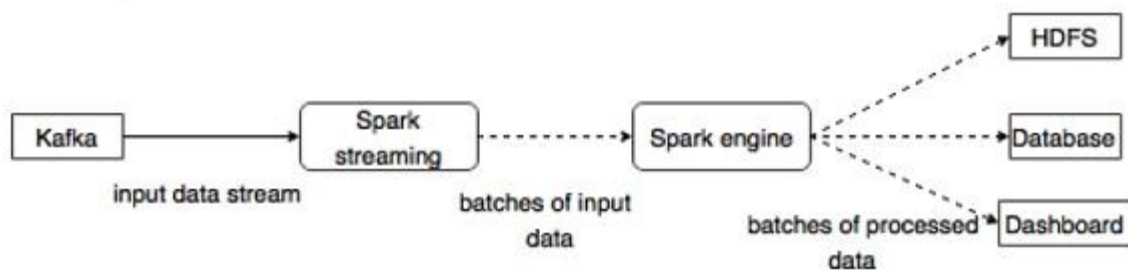 HDFS
Kafka
Spark
streaming
Spark engine
Database
input data stream
batches of input
data
batches of processed
data
Dashboard